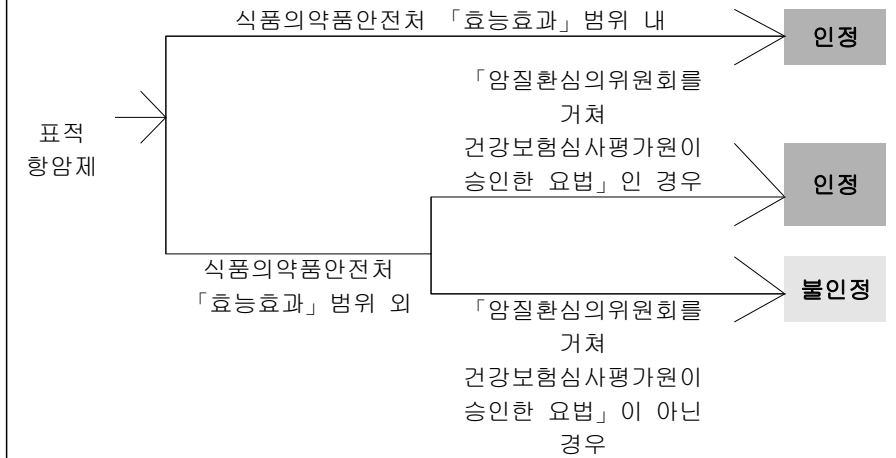 식품의약품안전처 「효능효과」범위 내
인정
「암질환심의위원회를
거쳐
건강보험심사평가원이
승인한 요법」인 경우
인정
표적
항암제
식품의약품안전처
「효능효과」범위 외
불인정
「암질환심의위원회를
거쳐
건강보험심사평가원이
승인한 요법」이 아닌
경우